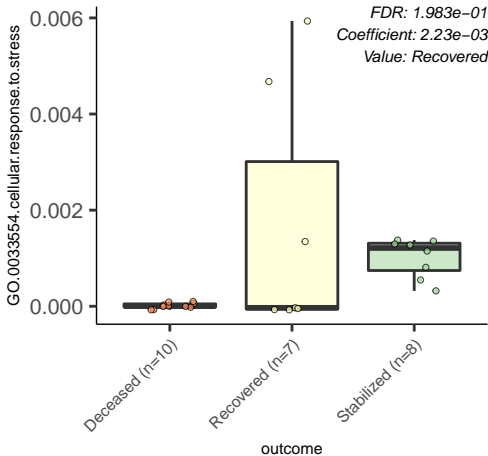 FDR: 1.983e−01
Coefficient: 2.23e−03
Value: Recovered
GO.0033554.cellular.response.to.stress
0.006
0.004
0.002
0.000
Deceased (n=10)
Recovered (n=7)
Stabilized (n=8)
outcome